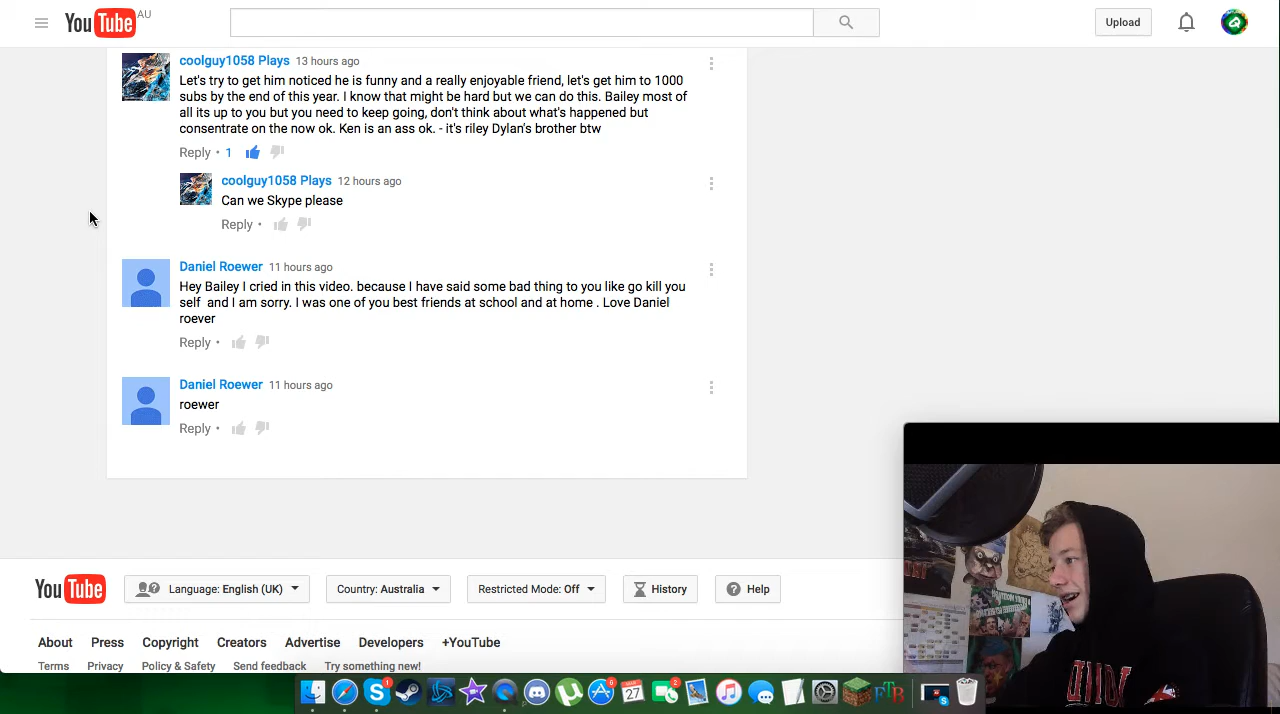 YouTube AU
Upload
coolguy1058 Plays 13 hours ago
Let's try to get him noticed he is funny and a really enjoyable friend, let's get him to 1000
subs by the end of this year. I know that might be hard but we can do this. Bailey most of
all its up to you but you need to keep going, don't think about what's happened but
consentrate on the now ok. Ken is an ass ok. - it's riley Dylan's brother btw
Reply • 1
coolguy1058 Plays 12 hours ago
Can we Skype please
Reply •
Daniel Roewer 11 hours ago
Hey Bailey I cried in this video. because I have said some bad thing to you like go kill you
self and I am sorry. I was one of you best friends at school and at home . Love Daniel
roever
Reply •
Daniel Roewer 11 hours ago
roewer
Reply •
YouTube Language: English (UK) Country: Australia Restricted Mode: Off History Help
About Press Copyright Creators Advertise Developers +YouTube
Terms Privacy Policy & Safety Send feedback Try something new!
1 6 27 2 FTB